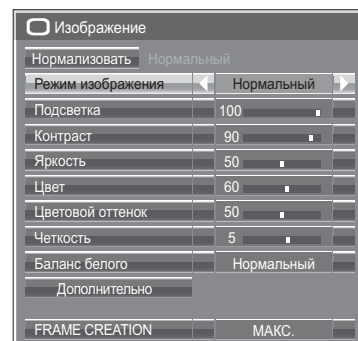 Изображение
Нормализовать Нормальный
Режим изображения Нормальный
Подсветка 100
Контраст 90
Яркость 50
Цвет 60
Цветовой оттенок 50
Четкость 5
Баланс белого Нормальный
Дополнительно
FRAME CREATION МАКС.